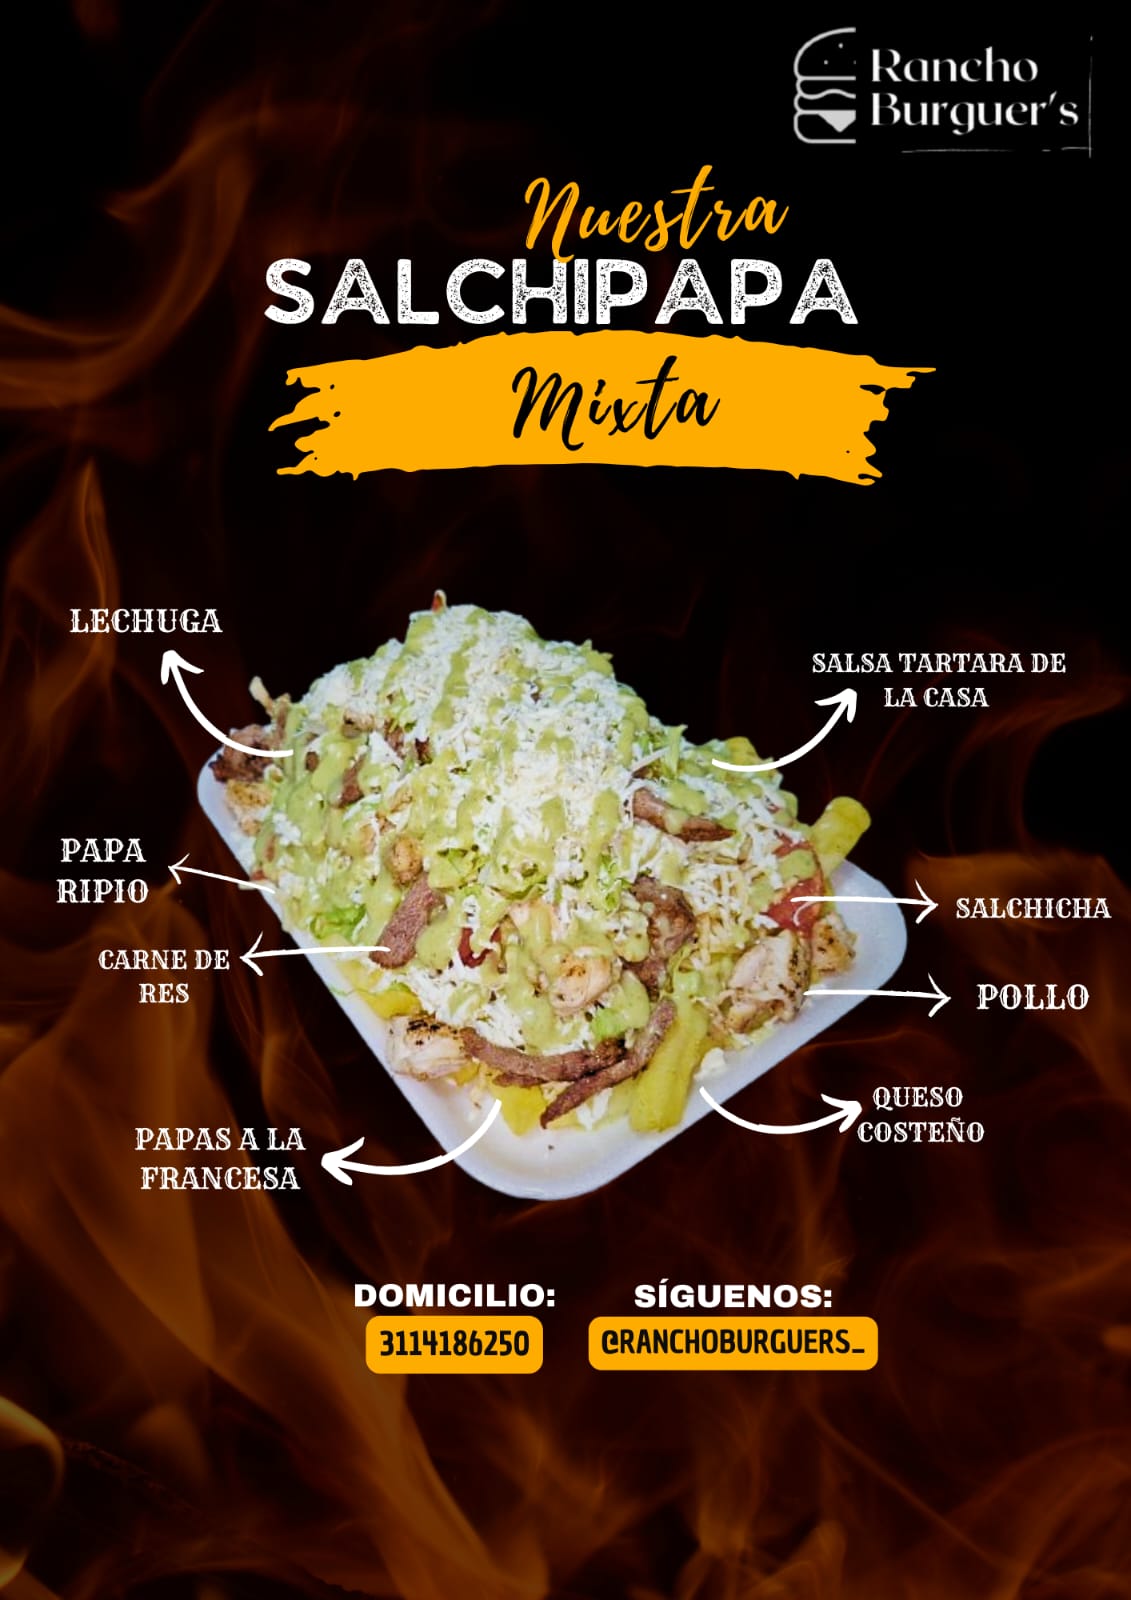 Rancho
Burguer's
Nuestra
SALCHIPAPA
Mixta
LECHUGA
SALSA TARTARA DE
LA CASA
PAPA
RIPIO
SALCHICHA
CARNE DE
RES
POLLO
QUESO
COSTEÑO
PAPAS A LA
FRANCESA
DOMICILIO:
3114186250
SÍGUENOS:
@RANCHOBURGUERS_